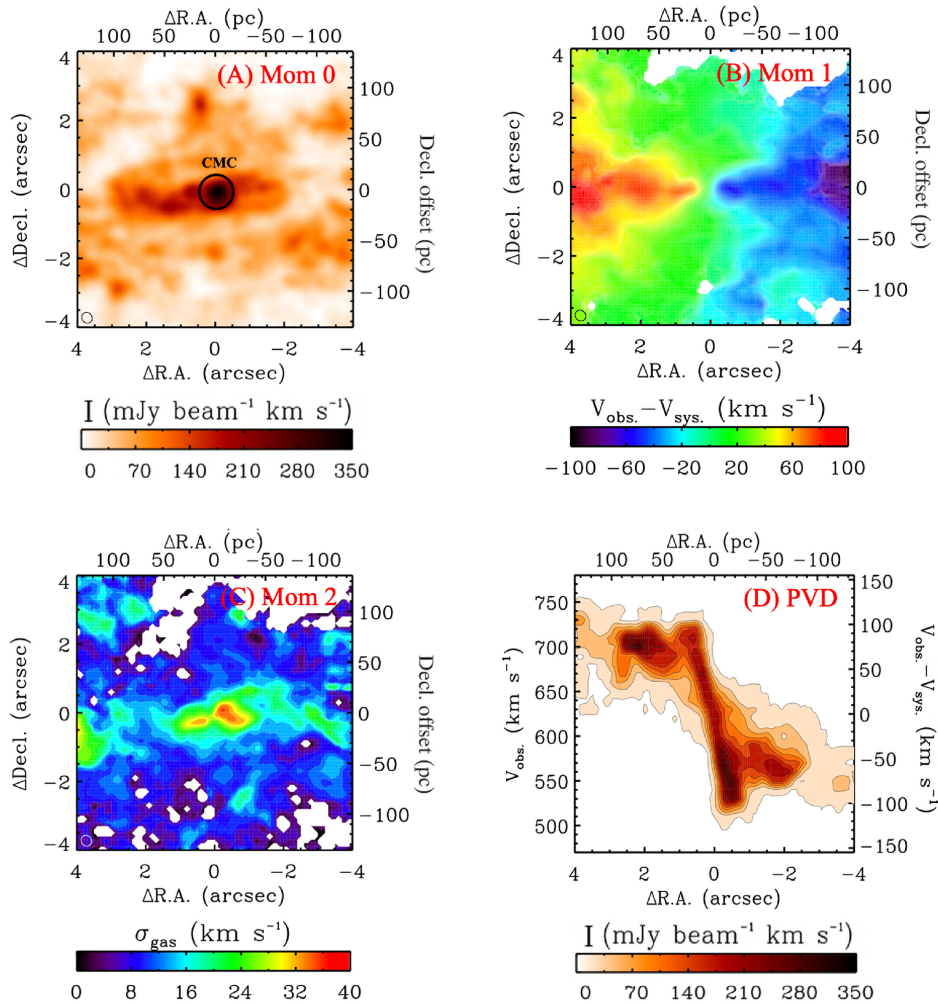 ΔR.A. (pc)
100 50 0 −50 −100
(A) Mom 0
CMC
ΔDecl. (arcsec)
4
2
0
−2
−4
100
50
0
−50
−100
Decl. offset (pc)
4 2 0 −2 −4
ΔR.A. (arcsec)
I (mJy beam⁻¹ km s⁻¹)
0 70 140 210 280 350
ΔR.A. (pc)
100 50 0 −50 −100
(B) Mom 1
ΔDecl. (arcsec)
4
2
0
−2
−4
100
50
0
−50
−100
Decl. offset (pc)
4 2 0 −2 −4
ΔR.A. (arcsec)
V_obs.−V_sys. (km s⁻¹)
−100 −60 −20 20 60 100
ΔR.A. (pc)
100 50 0 −50 −100
(C) Mom 2
ΔDecl. (arcsec)
4
2
0
−2
−4
100
50
0
−50
−100
Decl. offset (pc)
4 2 0 −2 −4
ΔR.A. (arcsec)
σ_gas (km s⁻¹)
0 8 16 24 32 40
ΔR.A. (pc)
100 50 0 −50 −100
(D) PVD
V_obs. (km s⁻¹)
750
700
650
600
550
500
150
100
50
0
−50
−100
−150
V_obs.−V_sys. (km s⁻¹)
4 2 0 −2 −4
ΔR.A. (arcsec)
I (mJy beam⁻¹ km s⁻¹)
0 70 140 210 280 350